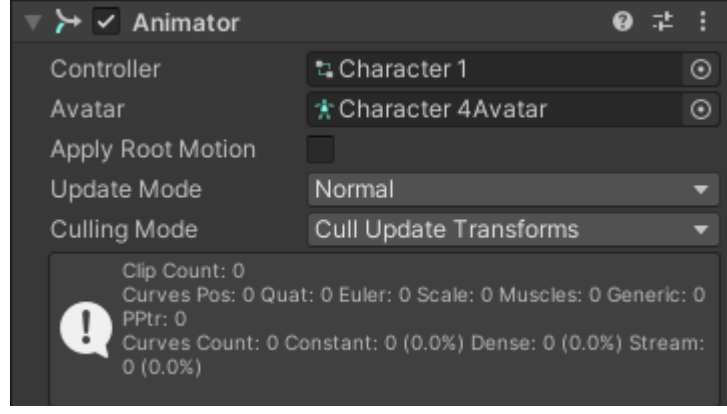 Animator
Controller Character 1
Avatar Character 4Avatar
Apply Root Motion
Update Mode Normal
Culling Mode Cull Update Transforms
Clip Count: 0
Curves Pos: 0 Quat: 0 Euler: 0 Scale: 0 Muscles: 0 Generic: 0
PPtr: 0
Curves Count: 0 Constant: 0 (0.0%) Dense: 0 (0.0%) Stream:
0 (0.0%)